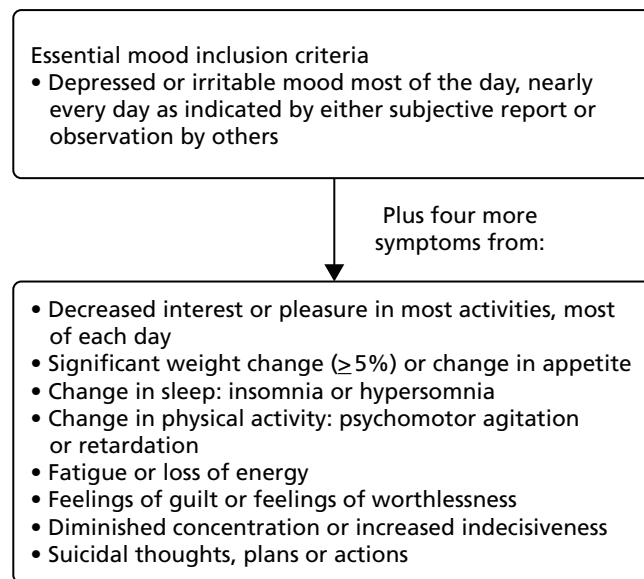 Essential mood inclusion criteria
• Depressed or irritable mood most of the day, nearly
every day as indicated by either subjective report or
observation by others
Plus four more
symptoms from:
• Decreased interest or pleasure in most activities, most
of each day
• Significant weight change (≥5%) or change in appetite
• Change in sleep: insomnia or hypersomnia
• Change in physical activity: psychomotor agitation
or retardation
• Fatigue or loss of energy
• Feelings of guilt or feelings of worthlessness
• Diminished concentration or increased indecisiveness
• Suicidal thoughts, plans or actions